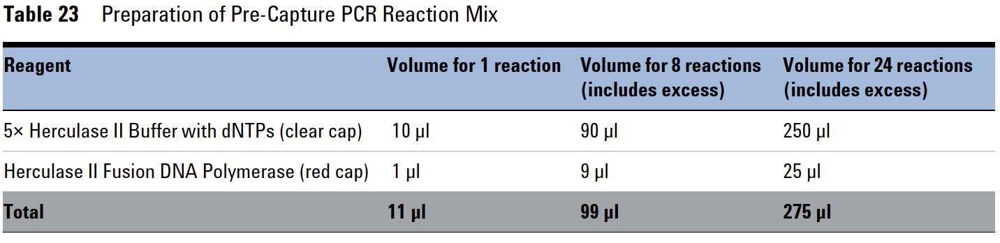 Table 23 Preparation of Pre-Capture PCR Reaction Mix
Reagent Volume for 1 reaction Volume for 8 reactions (includes excess) Volume for 24 reactions (includes excess)
5× Herculase II Buffer with dNTPs (clear cap) 10 µl 90 µl 250 µl
Herculase II Fusion DNA Polymerase (red cap) 1 µl 9 µl 25 µl
Total 11 µl 99 µl 275 µl